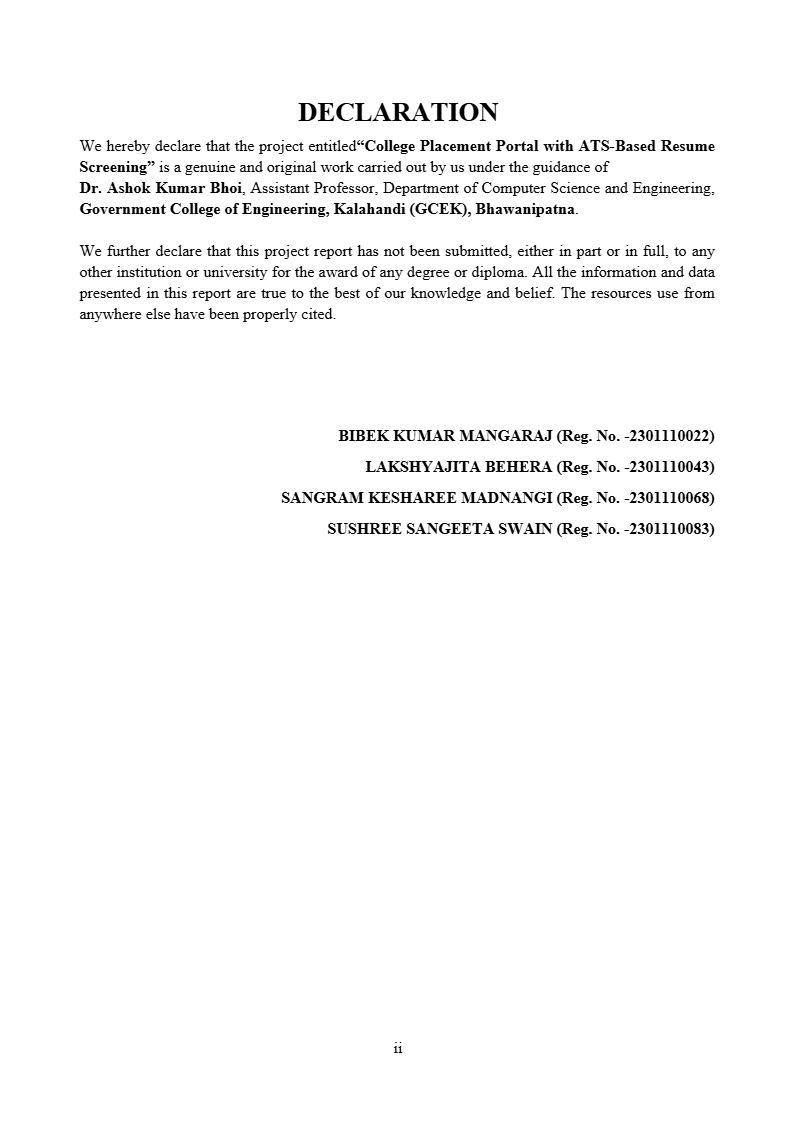 DECLARATION
We hereby declare that the project entitled“College Placement Portal with ATS-Based Resume
Screening” is a genuine and original work carried out by us under the guidance of
Dr. Ashok Kumar Bhoi, Assistant Professor, Department of Computer Science and Engineering,
Government College of Engineering, Kalahandi (GCEK), Bhawanipatna.
We further declare that this project report has not been submitted, either in part or in full, to any
other institution or university for the award of any degree or diploma. All the information and data
presented in this report are true to the best of our knowledge and belief. The resources use from
anywhere else have been properly cited.
BIBEK KUMAR MANGARAJ (Reg. No. -2301110022)
LAKSHYAJITA BEHERA (Reg. No. -2301110043)
SANGRAM KESHAREE MADNANGI (Reg. No. -2301110068)
SUSHREE SANGEETA SWAIN (Reg. No. -2301110083)
ii